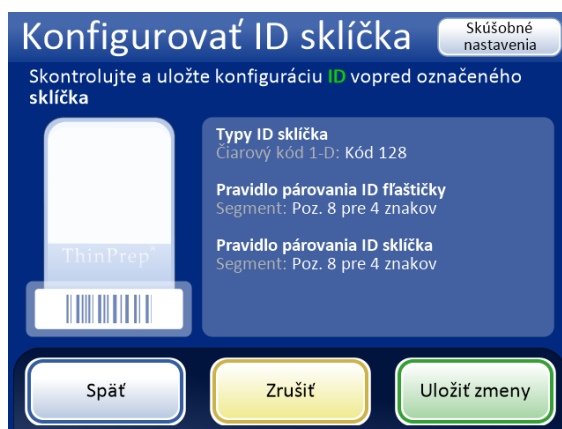 Konfigurovať ID sklíčka
Skúšobné
nastavenia
Skontrolujte a uložte konfiguráciu ID vopred označeného
sklíčka
Typy ID sklíčka
Čiarový kód 1-D: Kód 128
Pravidlo párovania ID fľaštičky
Segment: Poz. 8 pre 4 znakov
Pravidlo párovania ID sklíčka
Segment: Poz. 8 pre 4 znakov
ThinPrep®
Späť
Zrušiť
Uložiť zmeny